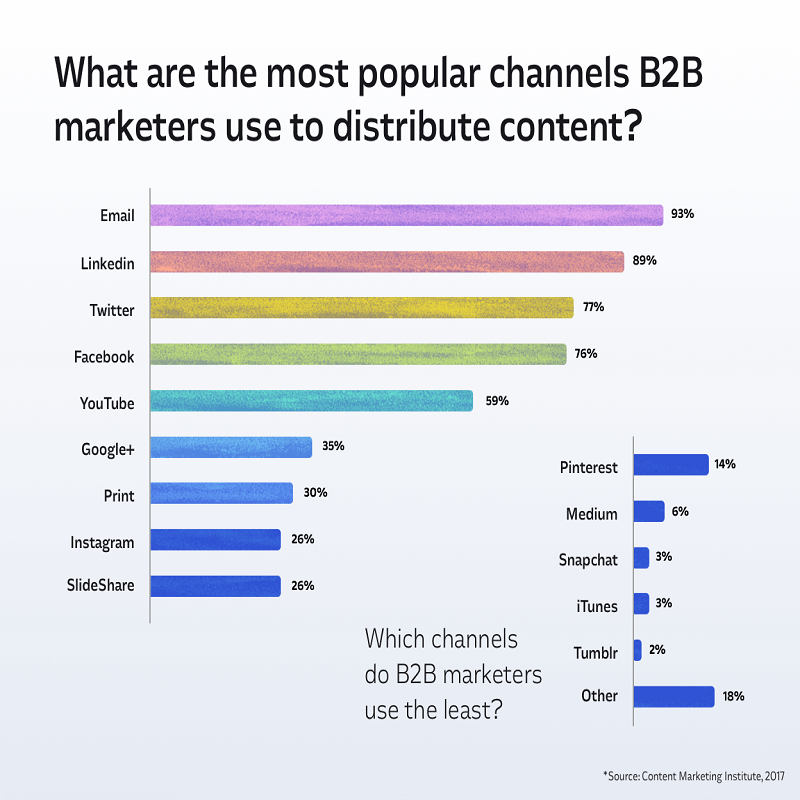 What are the most popular channels B2B
marketers use to distribute content?
Email 93%
Linkedin 89%
Twitter 77%
Facebook 76%
YouTube 59%
Google+ 35%
Print 30%
Instagram 26%
SlideShare 26%
Which channels
do B2B marketers
use the least?
Pinterest 14%
Medium 6%
Snapchat 3%
iTunes 3%
Tumblr 2%
Other 18%
*Source: Content Marketing Institute, 2017